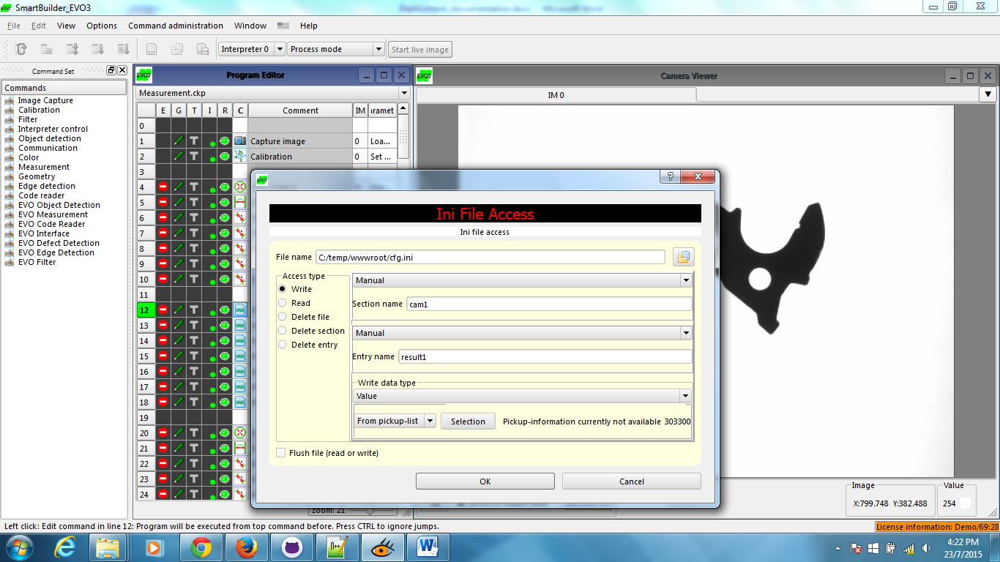 SmartBuilder_EVO3
File Edit View Options Command administration Window Help
Interpreter 0 Process mode Start live image
Command Set
Commands
Image Capture
Calibration
Filter
Interpreter control
Object detection
Communication
Color
Measurement
Geometry
Edge detection
Code reader
EVO Object Detection
EVO Measurement
EVO Code Reader
EVO Interface
EVO Defect Detection
EVO Edge Detection
EVO Filter
EVO3 Program Editor
Measurement.ckp
E G T I R C Comment IM ıramet
0
1 T Capture image 0 Loa...
2 T Calibration 0 Set ...
3
4 T
5 T
6 T
7 T
8 T
9 T
10 T
11
12 T INI
13 T INI
14 T INI
15 T INI
16 T INI
17 T INI
18 T INI
19
20 T
21 T
22 T
23 T
24 T
zoom: 21
EVO3 Camera Viewer
IM 0
Image
X:799.748 Y:382.488
Value
254
Ini File Access
Ini file access
File name C:/temp/wwwroot/cfg.ini
Access type
Write
Read
Delete file
Delete section
Delete entry
Manual
Section name cam1
Manual
Entry name result1
Write data type
Value
From pickup-list Selection Pickup-information currently not available 303300
Flush file (read or write)
OK Cancel
Left click: Edit command in line 12: Program will be executed from top command before. Press CTRL to ignore jumps.
License information: Demo/69:28
4:22 PM
23/7/2015